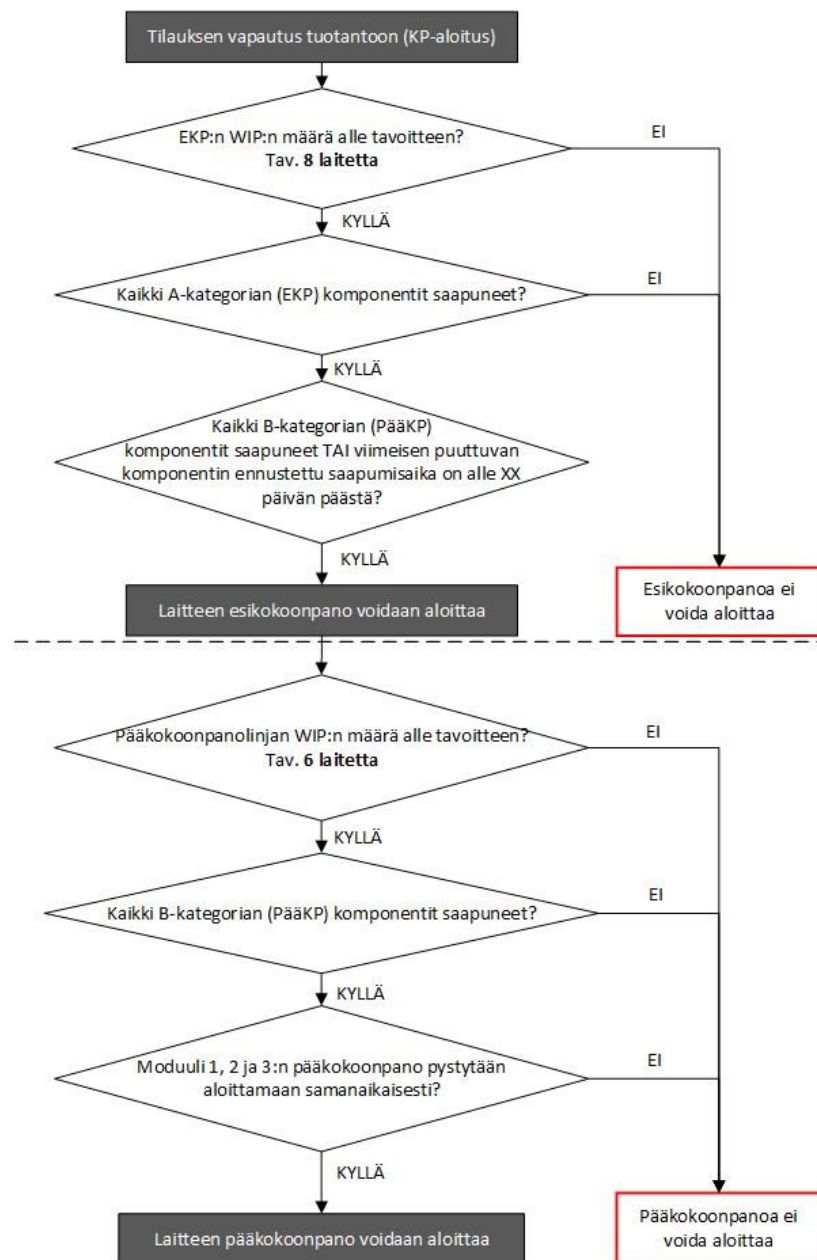 Tilauksen vapautus tuotantoon (KP-aloitus)
EKP:n WIP:n määrä alle tavoitteen?
Tav. 8 laitetta
EI
KYLLÄ
Kaikki A-kategorian (EKP) komponentit saapuneet?
EI
KYLLÄ
Kaikki B-kategorian (PääKP)
komponentit saapuneet TAI viimeisen puuttuvan
komponentin ennustettu saapumisaika on alle XX
päivän päästä?
KYLLÄ
Laitteen esikokoonpano voidaan aloittaa
Esikokoonpanoa ei
voida aloittaa
Pääkokoonpanolinjan WIP:n määrä alle tavoitteen?
Tav. 6 laitetta
EI
KYLLÄ
Kaikki B-kategorian (PääKP) komponentit saapuneet?
EI
KYLLÄ
Moduuli 1, 2 ja 3:n pääkokoonpano pystytään
aloittamaan samanaikaisesti?
EI
KYLLÄ
Laitteen pääkokoonpano voidaan aloittaa
Pääkokoonpanoa ei
voida aloittaa